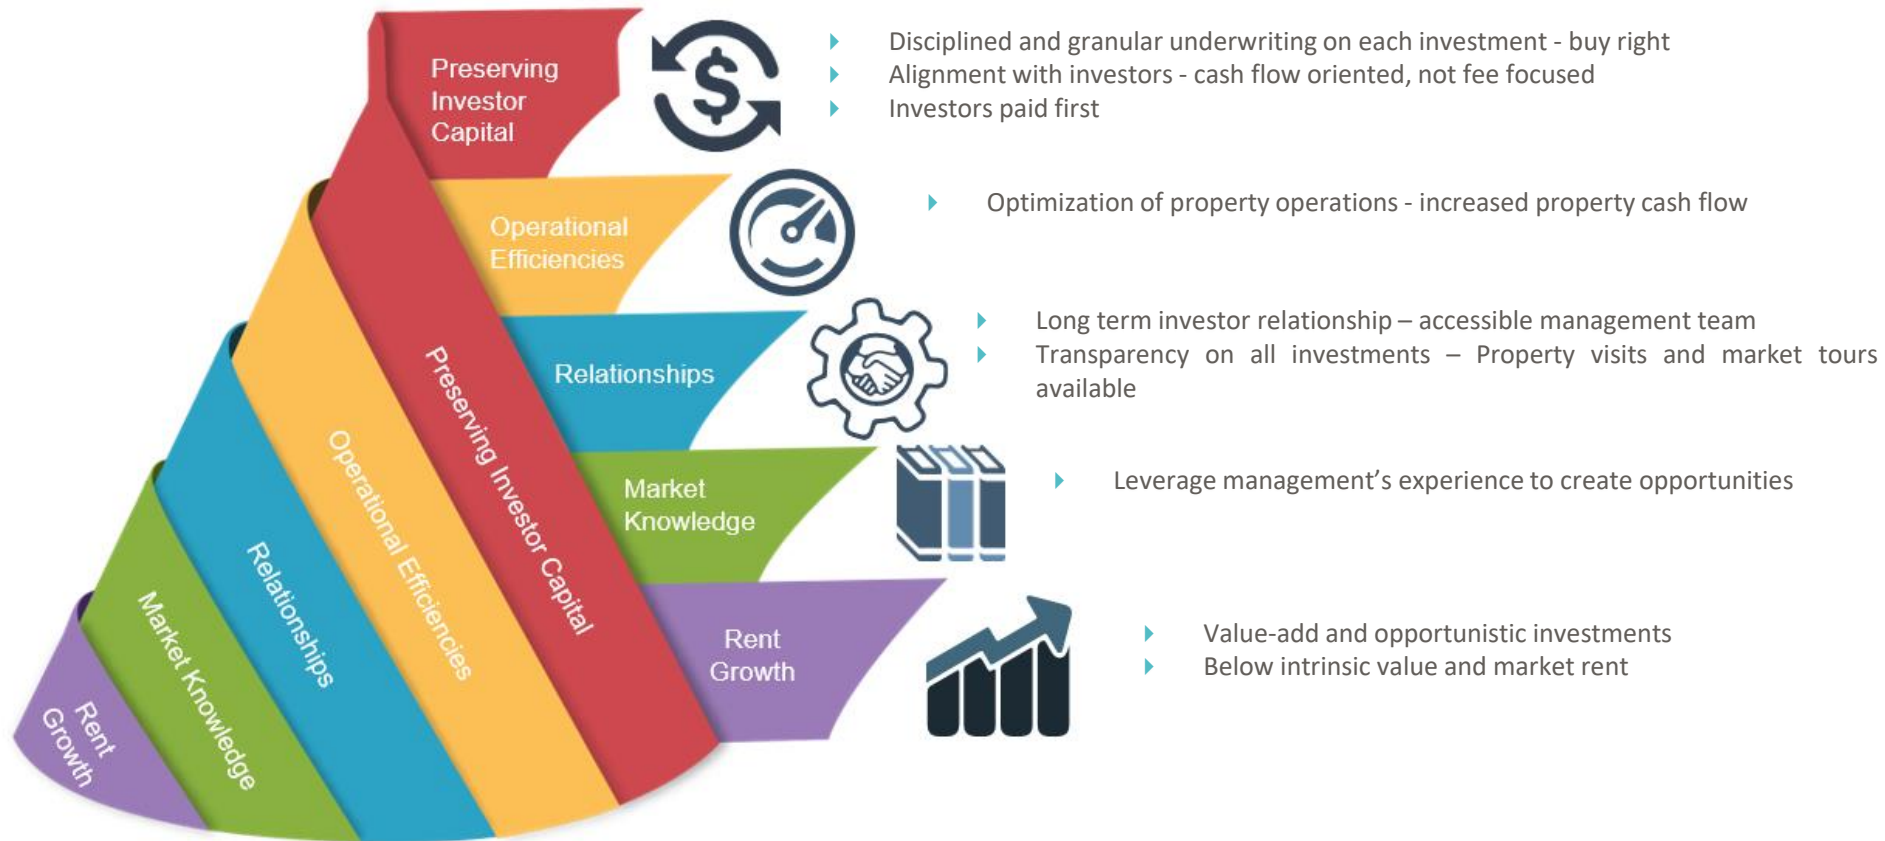 Preserving
Investor
Capital
Disciplined and granular underwriting on each investment - buy right
Alignment with investors - cash flow oriented, not fee focused
Investors paid first
Operational
Efficiencies
Optimization of property operations - increased property cash flow
Relationships
Long term investor relationship – accessible management team
Transparency on all investments – Property visits and market tours
available
Market
Knowledge
Leverage management’s experience to create opportunities
Rent
Growth
Value-add and opportunistic investments
Below intrinsic value and market rent
Preserving Investor Capital
Operational Efficiencies
Relationships
Market Knowledge
Rent
Growth
$